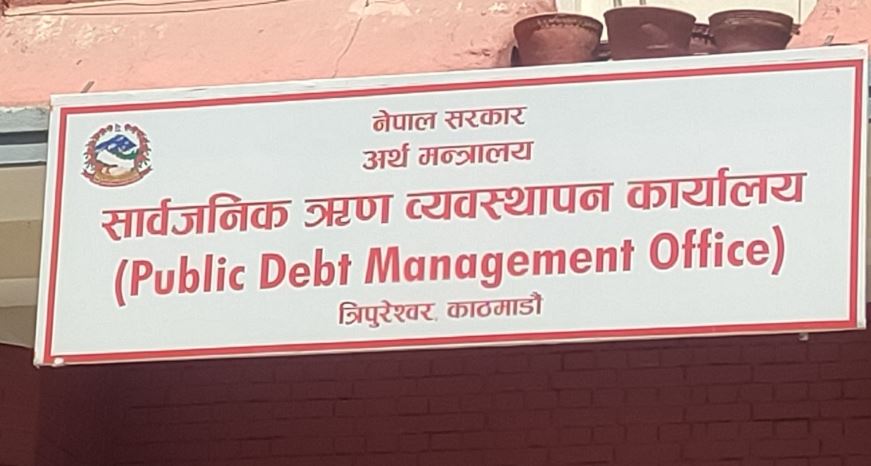 नेपाल सरकार
अर्थ मन्त्रालय
सार्वजनिक ऋण व्यवस्थापन कार्यालय
(Public Debt Management Office)
त्रिपुरेश्वर, काठमाडौं